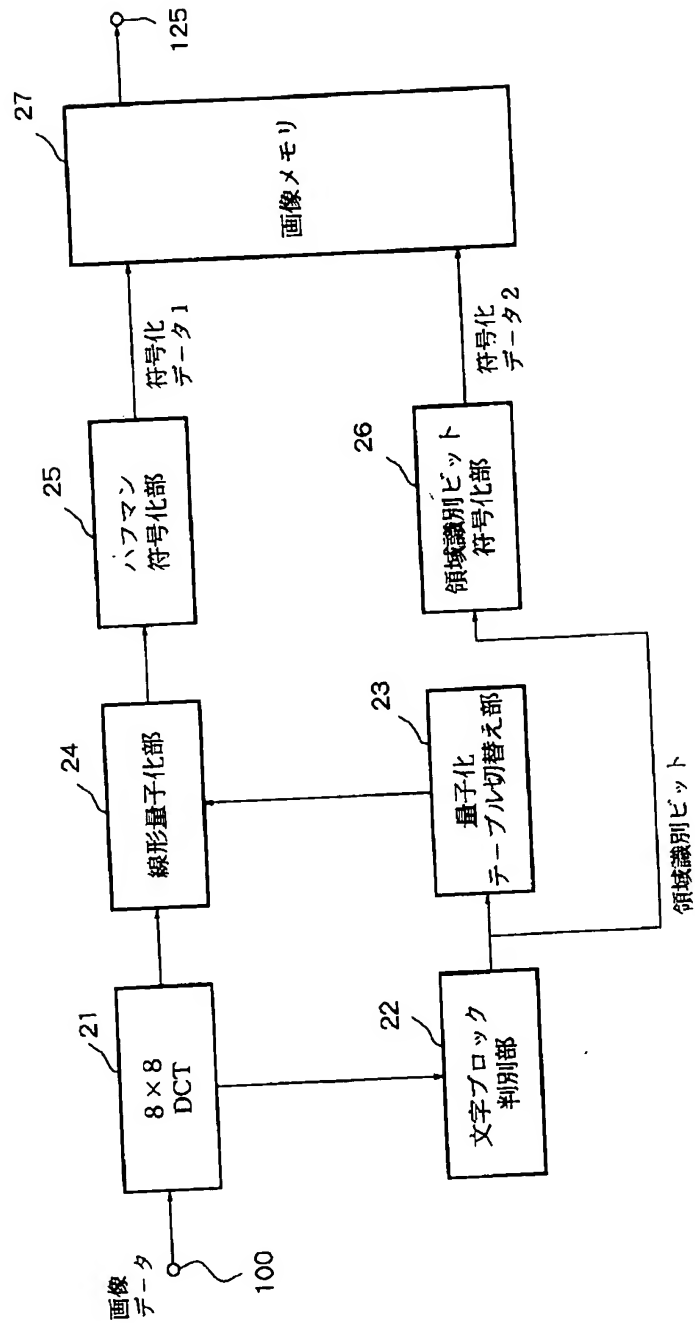 画像
データ
100
21
8×8
DCT
24
線形量子化部
25
ハフマン
符号化部
符号化
データ1
27
画像メモリ
125
22
文字ブロック
判別部
23
量子化
テーブル切替え部
26
領域識別ビット
符号化部
符号化
データ2
領域識別ビット